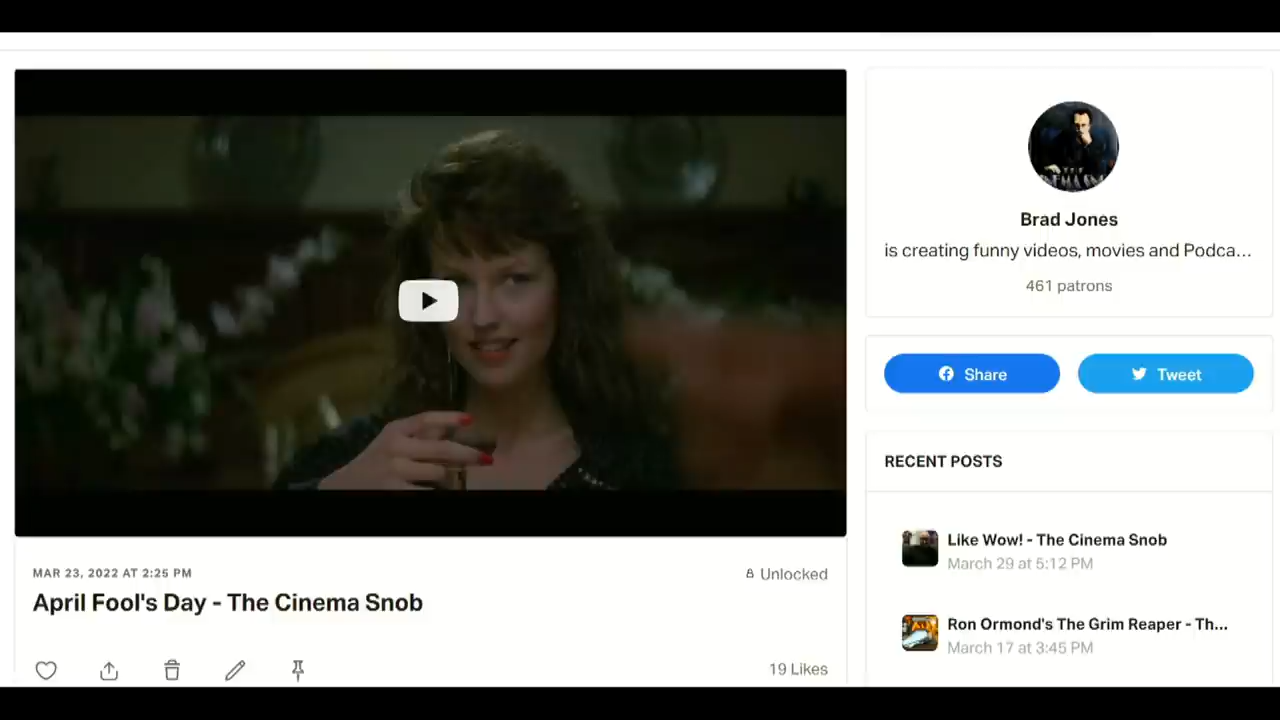 MAR 23, 2022 AT 2:25 PM
Unlocked
April Fool's Day - The Cinema Snob
19 Likes
Brad Jones
is creating funny videos, movies and Podca...
461 patrons
Share
Tweet
RECENT POSTS
Like Wow! - The Cinema Snob
March 29 at 5:12 PM
Ron Ormond's The Grim Reaper - Th...
March 17 at 3:45 PM